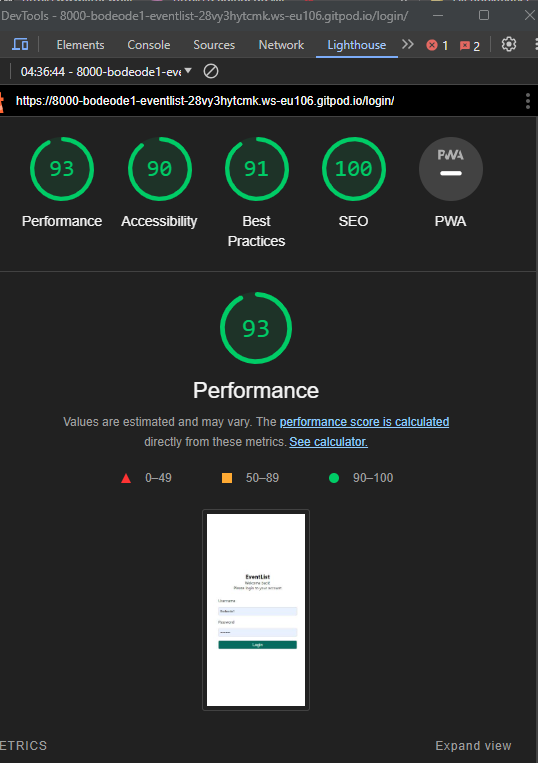 DevTools - 8000-bodeode1-eventlist-28vy3hytcmk.ws-eu106.gitpod.io/login/
Elements Console Sources Network Lighthouse 1 2
04:36:44 - 8000-bodeode1-eve
https://8000-bodeode1-eventlist-28vy3hytcmk.ws-eu106.gitpod.io/login/
93 90 91 100 PWA
Performance Accessibility Best Practices SEO PWA
93
Performance
Values are estimated and may vary. The performance score is calculated
directly from these metrics. See calculator.
0–49 50–89 90–100
EventList
Welcome back!
Please login to your account
Username
Password
Login
ETRICS Expand view